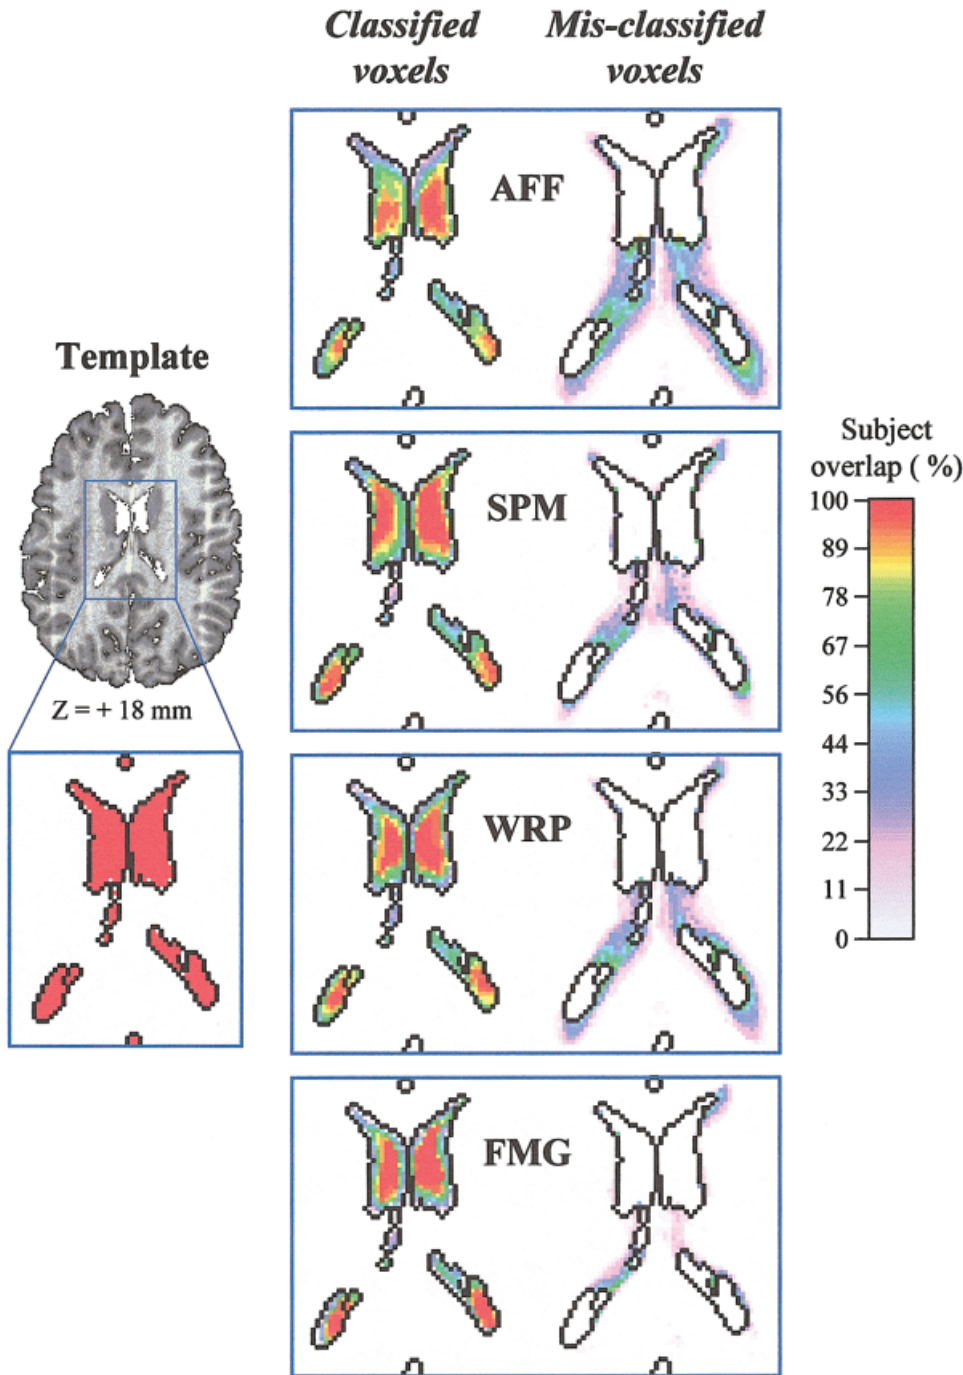 Classified
voxels
Mis-classified
voxels
AFF
Template
Z = + 18 mm
SPM
WRP
FMG
Subject
overlap ( %)
100
89
78
67
56
44
33
22
11
0